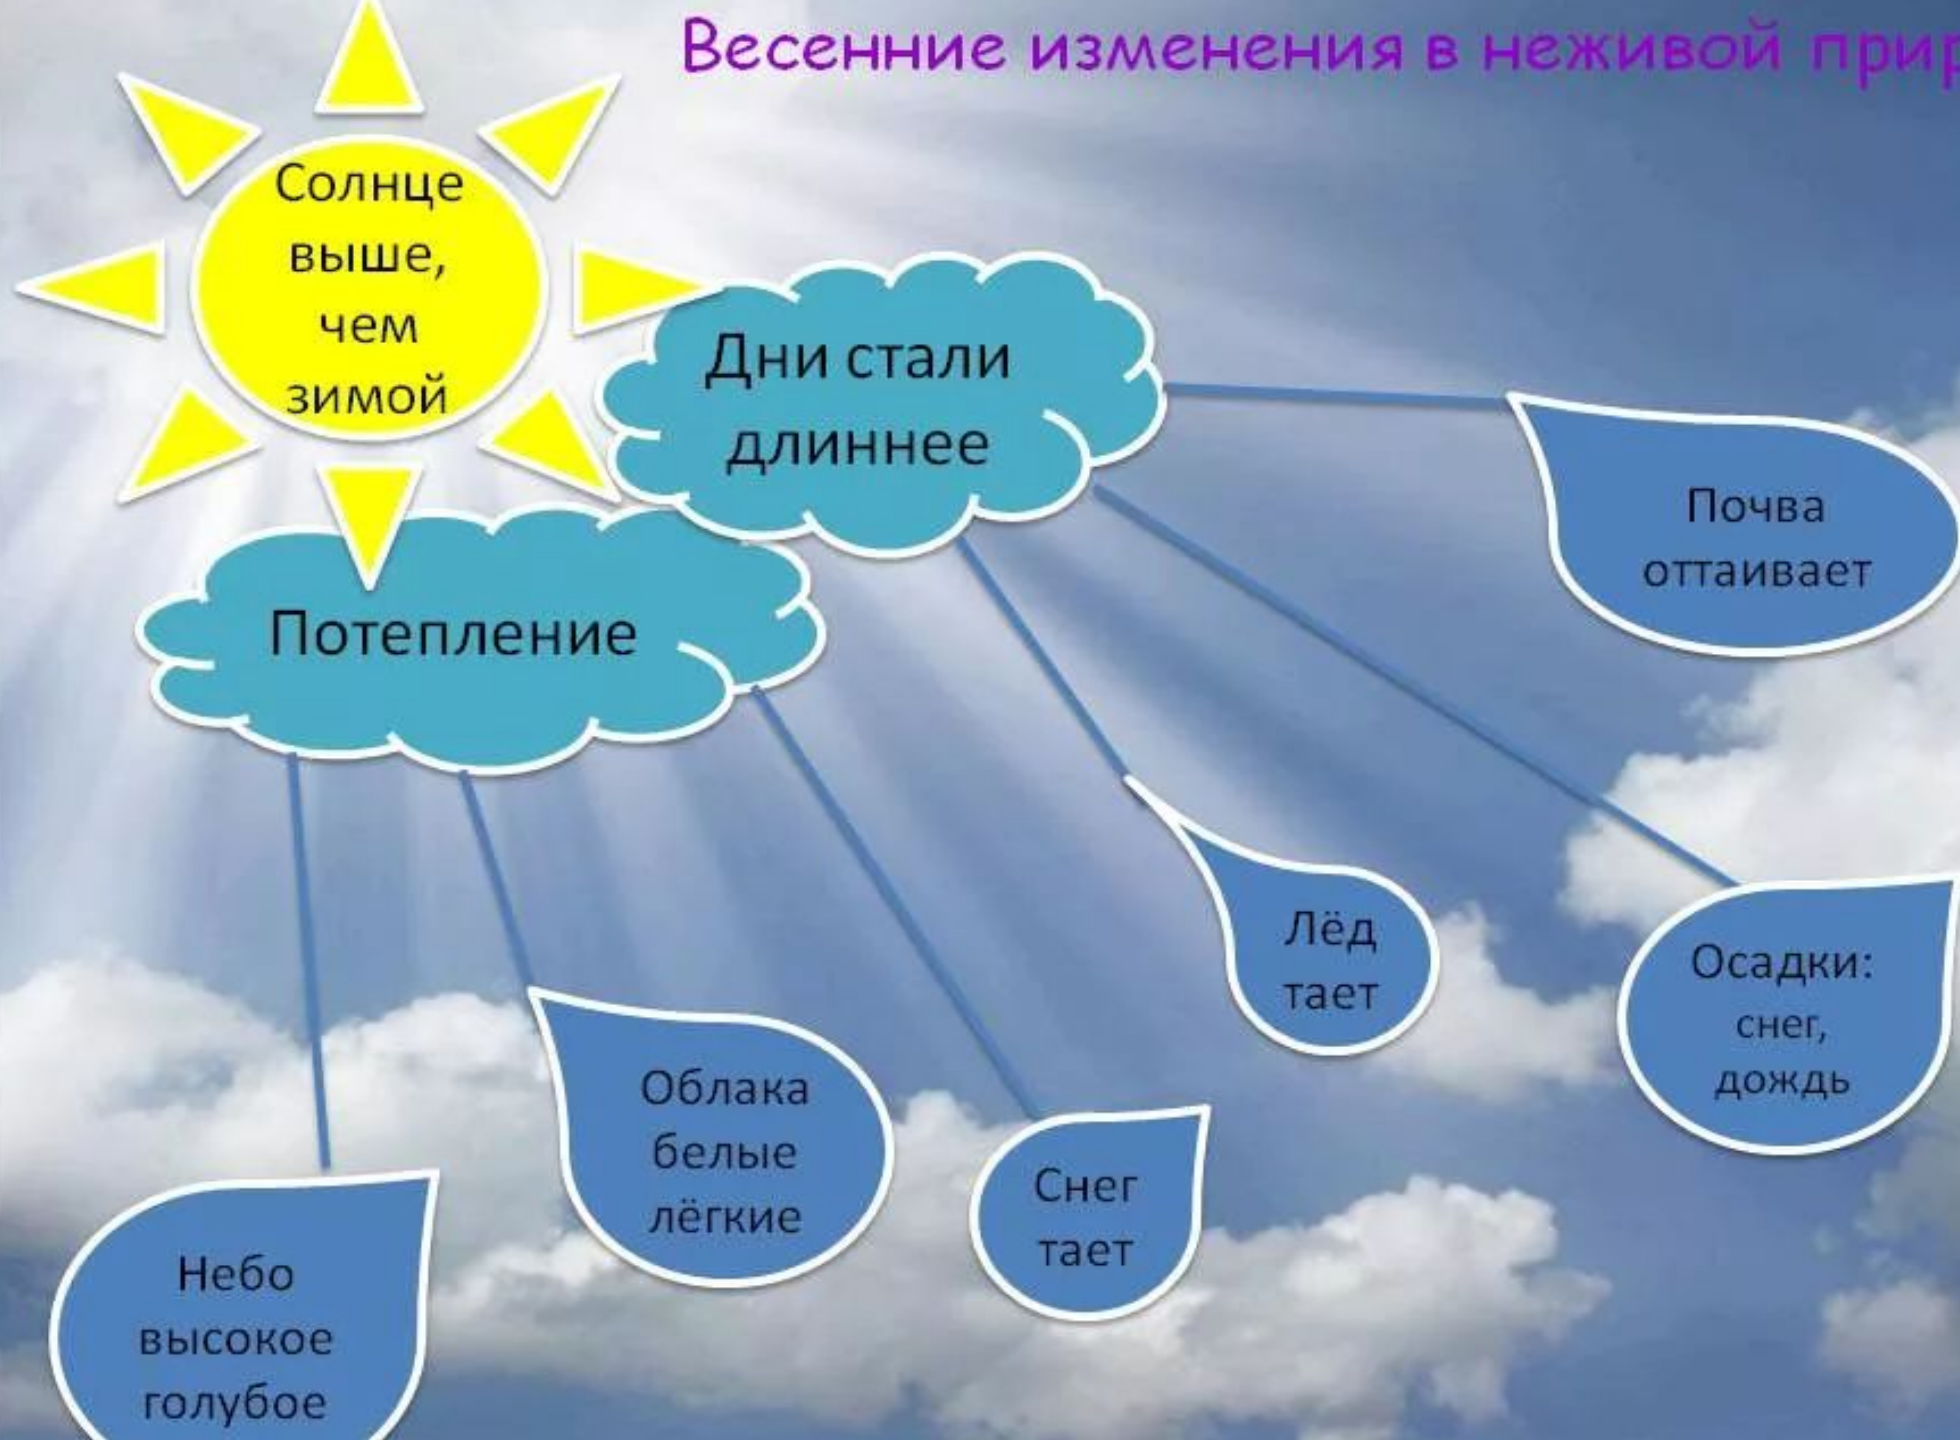 Весенние изменения в неживой
Солнце
выше,
чем
зимой
Дни стали
длиннее
Потепление
Почва
оттаивает
Лёд
тает
Осадки:
снег,
дождь
Облака
белые
лёгкие
Снег
тает
Небо
высокое
голубое